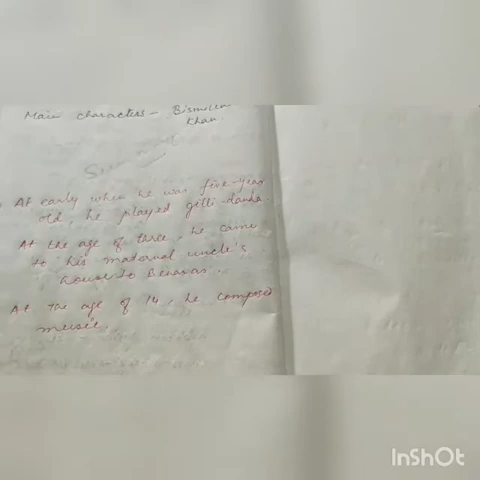 Main characters - Bismillah
Khan.
Summary
At early when he was five-year
old, he played gilli-danda.
At the age of three, he came
to his maternal uncle's
house to Benaras.
At the age of 14, he composed
music
InShOt